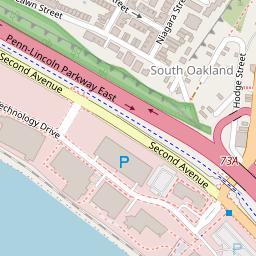 Lawn Street
Niagara Street
Penn-Lincoln Parkway East
South Oakland
Hodge Street
Second Avenue
Technology Drive
P
Second Avenue
73A
P